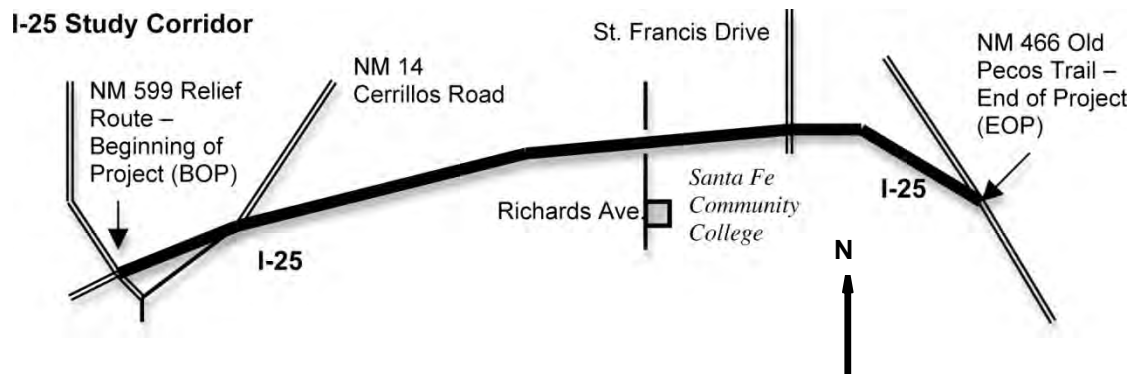 I-25 Study Corridor
NM 599 Relief
Route –
Beginning of
Project (BOP)
NM 14
Cerrillos Road
St. Francis Drive
NM 466 Old
Pecos Trail –
End of Project
(EOP)
Richards Ave.
Santa Fe
Community
College
I-25
I-25
N